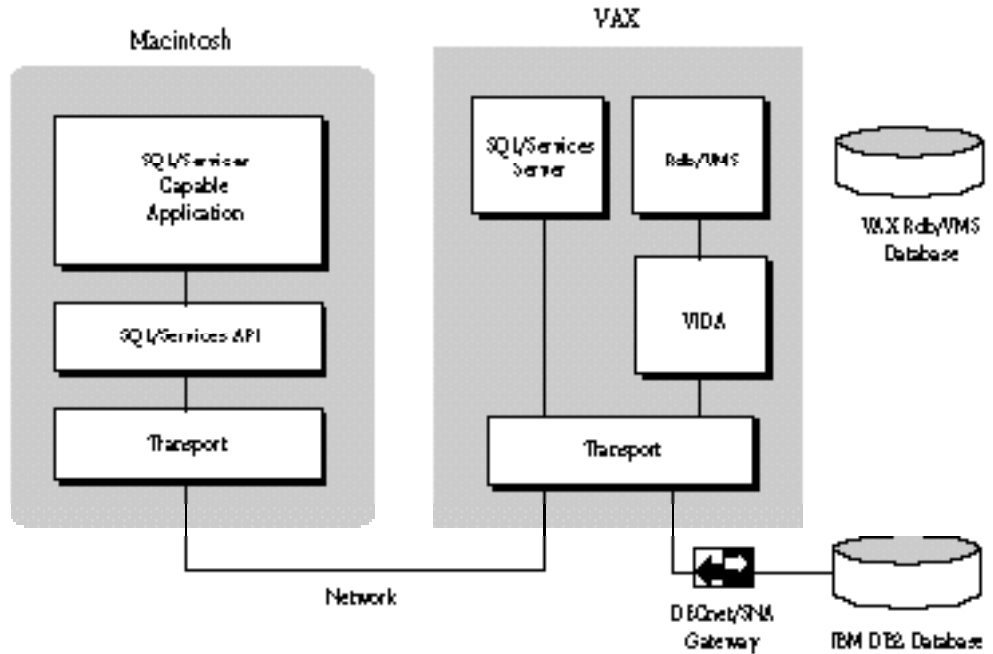 Macintosh
SQL/Services
Capable
Application
SQL/Services API
Transport
VAX
SQL/Services
Server
Rdb/VMS
VIDA
Transport
VAX Rdb/VMS
Database
Network
DECnet/SNA
Gateway
IBM DB2 Database